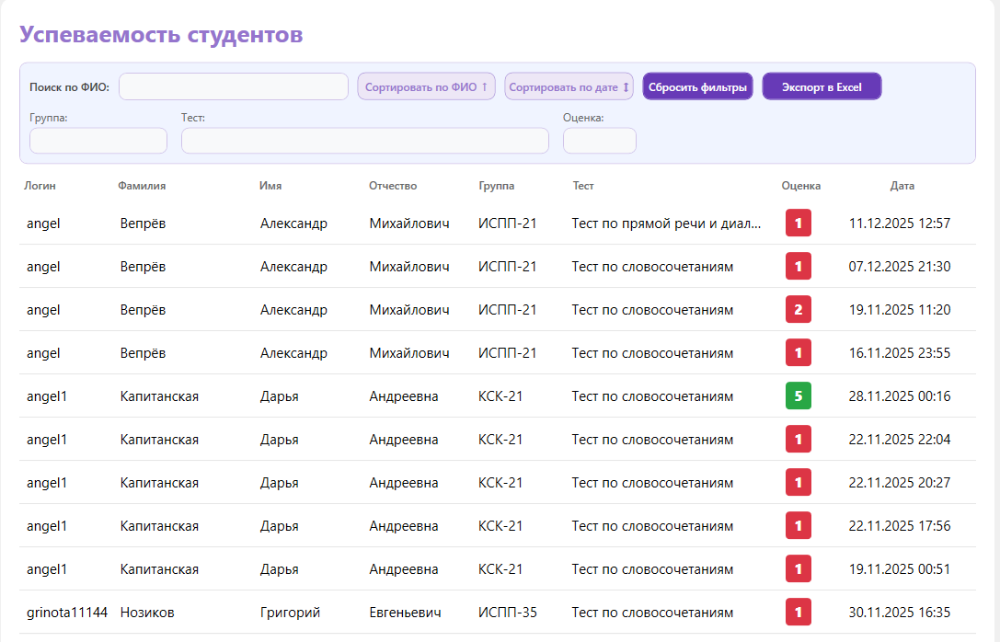 Успеваемость студентов
Поиск по ФИО: Сортировать по ФИО ↑ Сортировать по дате ↕ Сбросить фильтры Экспорт в Excel
Группа: Тест: Оценка:
Логин Фамилия Имя Отчество Группа Тест Оценка Дата
angel Вепрёв Александр Михайлович ИСПП-21 Тест по прямой речи и диал... 1 11.12.2025 12:57
angel Вепрёв Александр Михайлович ИСПП-21 Тест по словосочетаниям 1 07.12.2025 21:30
angel Вепрёв Александр Михайлович ИСПП-21 Тест по словосочетаниям 2 19.11.2025 11:20
angel Вепрёв Александр Михайлович ИСПП-21 Тест по словосочетаниям 1 16.11.2025 23:55
angel1 Капитанская Дарья Андреевна КСК-21 Тест по словосочетаниям 5 28.11.2025 00:16
angel1 Капитанская Дарья Андреевна КСК-21 Тест по словосочетаниям 1 22.11.2025 22:04
angel1 Капитанская Дарья Андреевна КСК-21 Тест по словосочетаниям 1 22.11.2025 20:27
angel1 Капитанская Дарья Андреевна КСК-21 Тест по словосочетаниям 1 22.11.2025 17:56
angel1 Капитанская Дарья Андреевна КСК-21 Тест по словосочетаниям 1 19.11.2025 00:51
grinota11144 Нозиков Григорий Евгеньевич ИСПП-35 Тест по словосочетаниям 1 30.11.2025 16:35